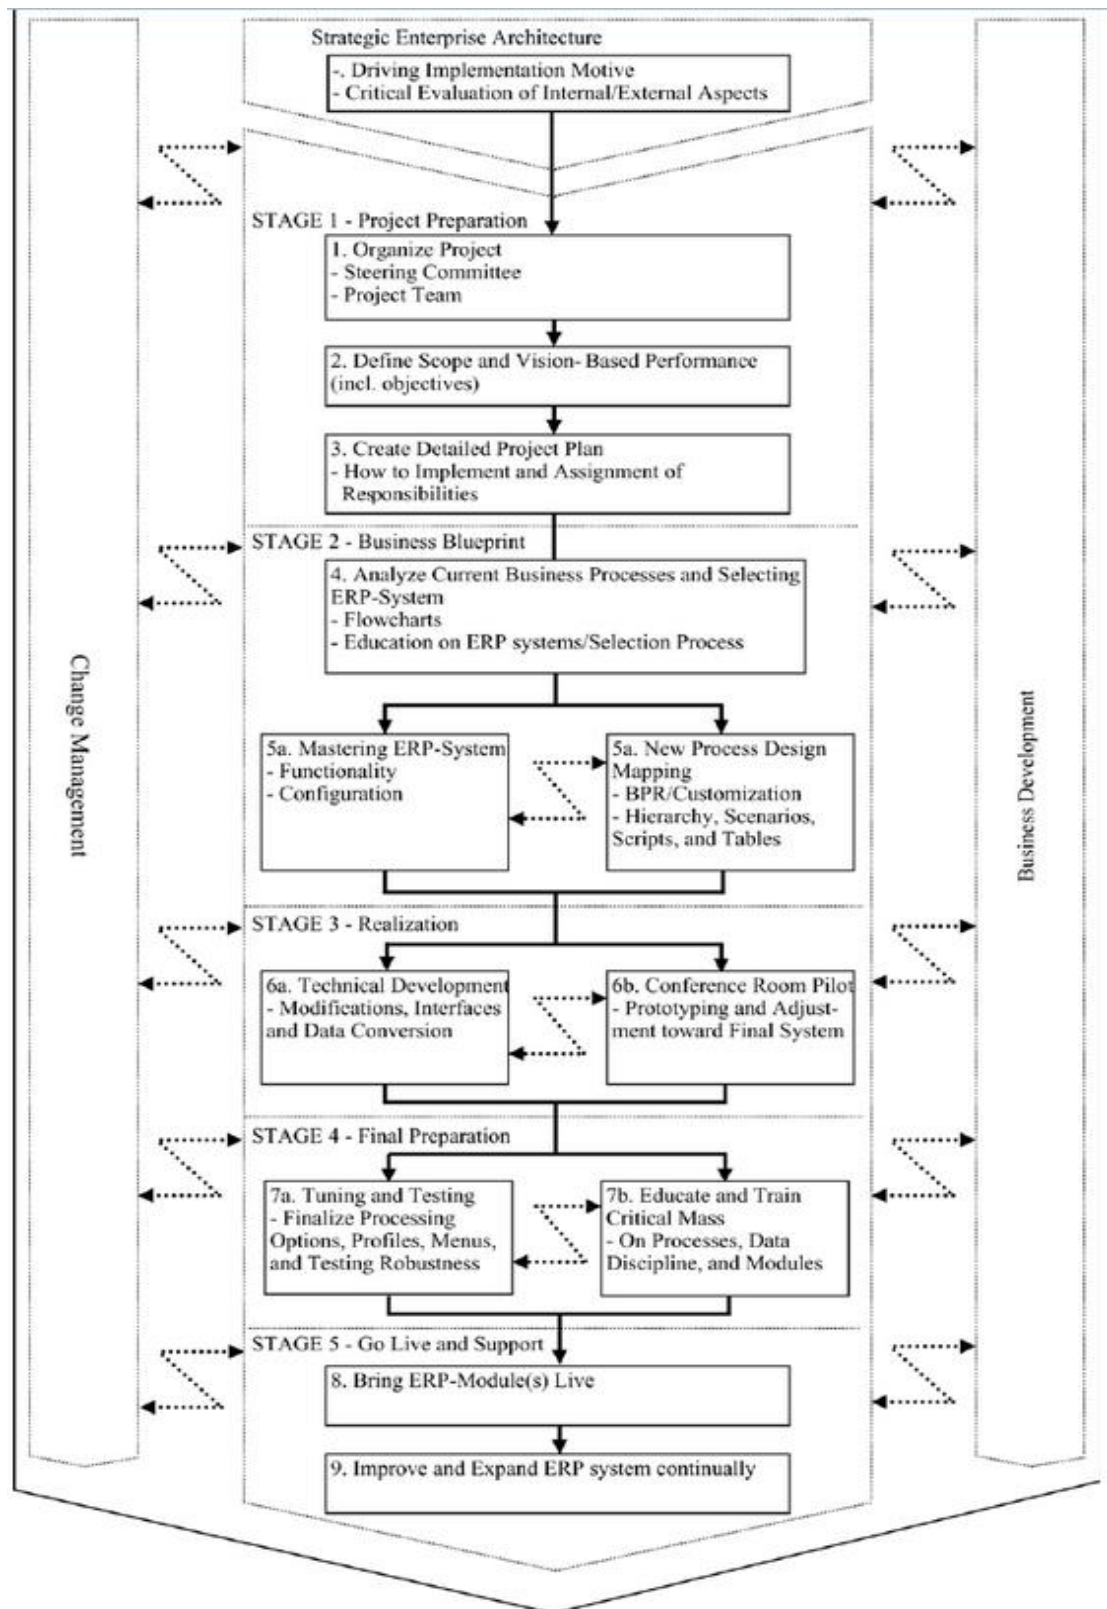 Strategic Enterprise Architecture
-. Driving Implementation Motive
- Critical Evaluation of Internal/External Aspects
STAGE 1 - Project Preparation
1. Organize Project
- Steering Committee
- Project Team
2. Define Scope and Vision- Based Performance
(incl. objectives)
3. Create Detailed Project Plan
- How to Implement and Assignment of
Responsibilities
STAGE 2 - Business Blueprint
4. Analyze Current Business Processes and Selecting
ERP-System
- Flowcharts
- Education on ERP systems/Selection Process
Change Management
Business Development
5a. Mastering ERP-System
- Functionality
- Configuration
5a. New Process Design
Mapping
- BPR/Customization
- Hierarchy, Scenarios,
Scripts, and Tables
STAGE 3 - Realization
6a. Technical Development
- Modifications, Interfaces
and Data Conversion
6b. Conference Room Pilot
- Prototyping and Adjust-
ment toward Final System
STAGE 4 - Final Preparation
7a. Tuning and Testing
- Finalize Processing
Options, Profiles, Menus,
and Testing Robustness
7b. Educate and Train
Critical Mass
- On Processes, Data
Discipline, and Modules
STAGE 5 - Go Live and Support
8. Bring ERP-Module(s) Live
9. Improve and Expand ERP system continually